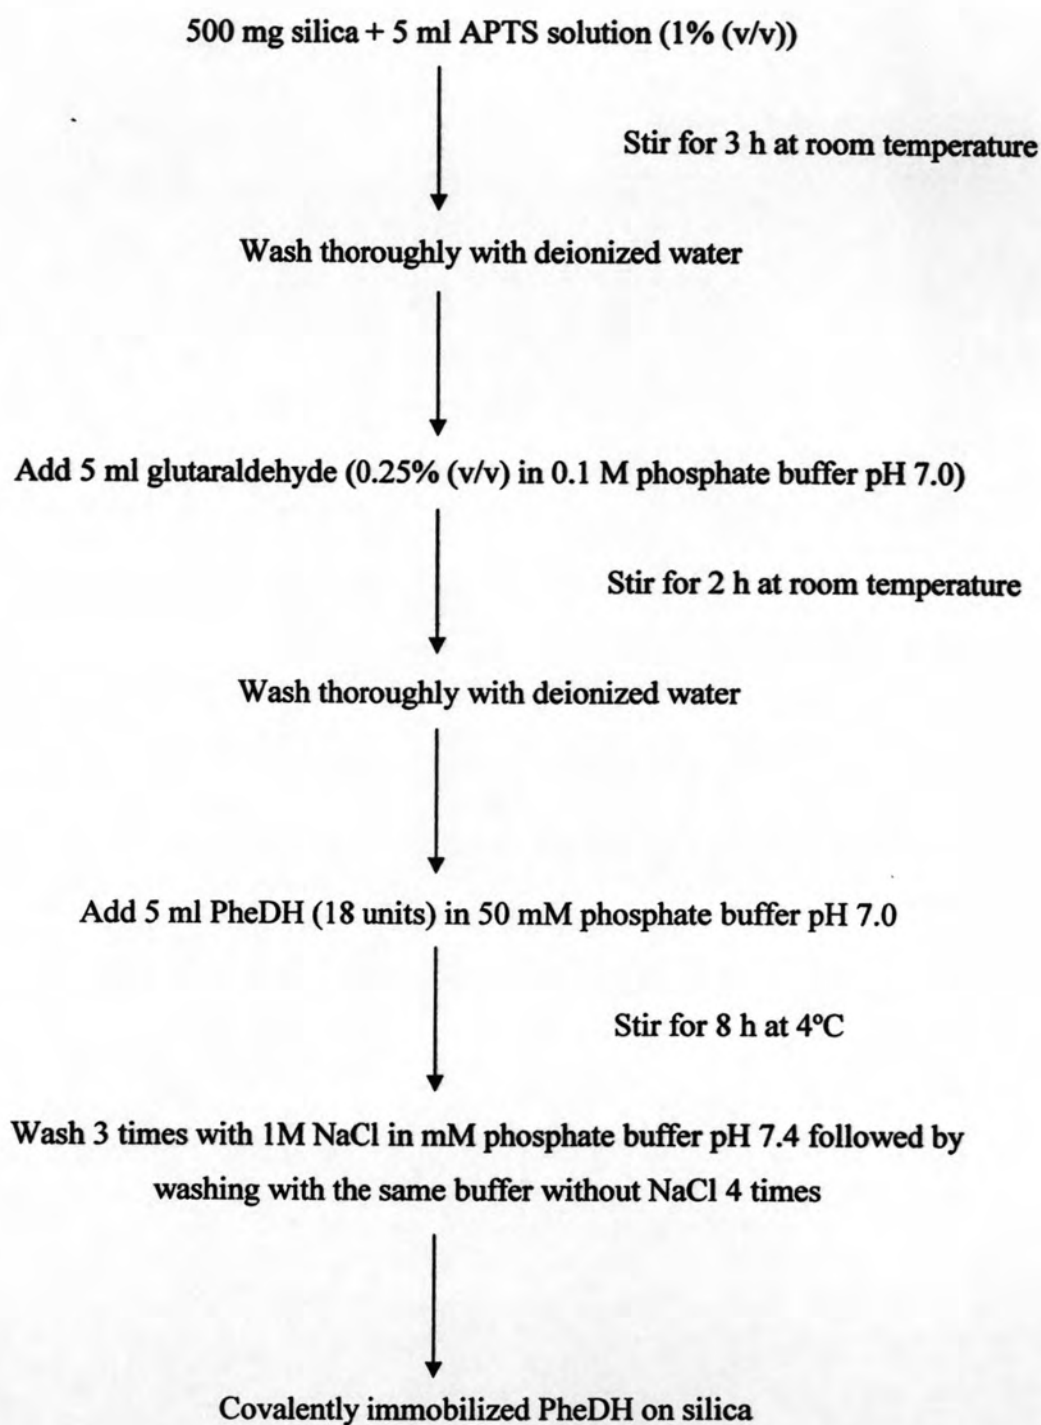 500 mg silica + 5 ml APTS solution (1% (v/v))
Stir for 3 h at room temperature
Wash thoroughly with deionized water
Add 5 ml glutaraldehyde (0.25% (v/v) in 0.1 M phosphate buffer pH 7.0)
Stir for 2 h at room temperature
Wash thoroughly with deionized water
Add 5 ml PheDH (18 units) in 50 mM phosphate buffer pH 7.0
Stir for 8 h at 4ºC
Wash 3 times with 1M NaCl in mM phosphate buffer pH 7.4 followed by
washing with the same buffer without NaCl 4 times
Covalently immobilized PheDH on silica